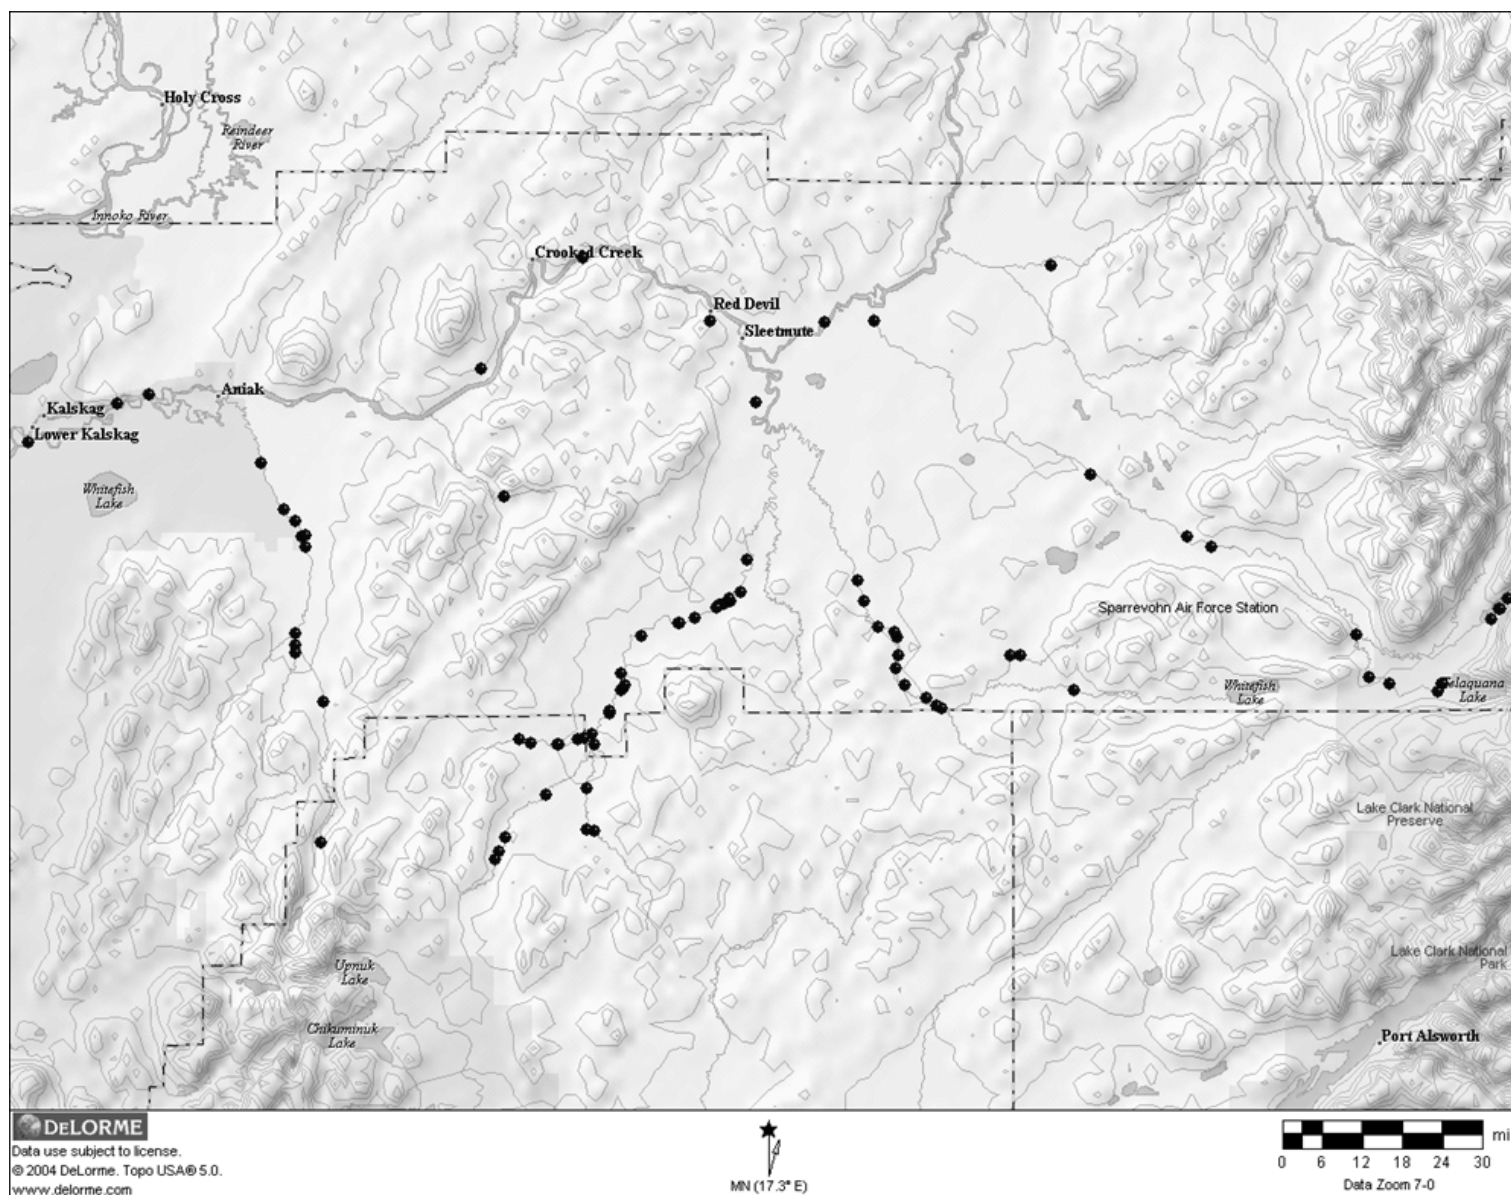 Holy Cross
Reindeer
River
Innoko River
Crooked Creek
Red Devil
Sleetmute
Aniak
Kalskag
Lower Kalskag
Whitefish
Lake
Sparrevohn Air Force Station
Whitefish
Lake
Telaquana
Lake
Lake Clark National
Preserve
Lake Clark National
Park
Upnuk
Lake
Chikuminuk
Lake
Port Alsworth
DELORME
Data use subject to license.
© 2004 DeLorme. Topo USA® 5.0.
www.delorme.com
MN (17.3° E)
mi
0 6 12 18 24 30
Data Zoom 7-0